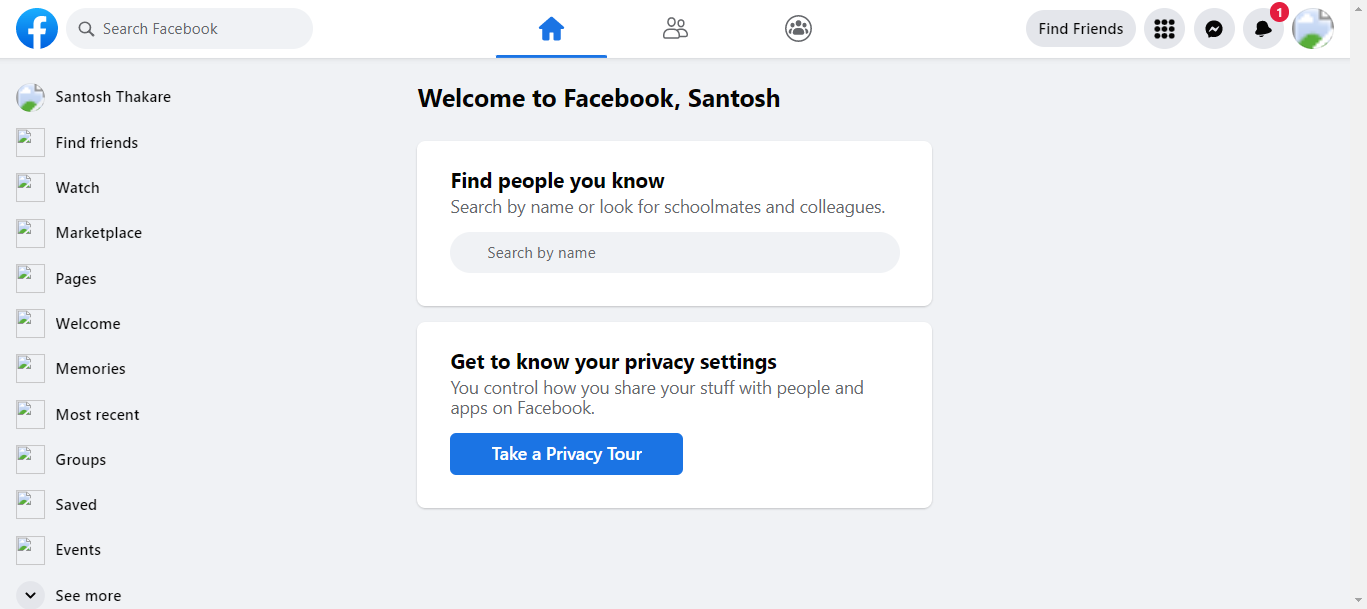 Search Facebook
Find Friends
1
Santosh Thakare
Find friends
Watch
Marketplace
Pages
Welcome
Memories
Most recent
Groups
Saved
Events
See more
Welcome to Facebook, Santosh
Find people you know
Search by name or look for schoolmates and colleagues.
Search by name
Get to know your privacy settings
You control how you share your stuff with people and
apps on Facebook.
Take a Privacy Tour